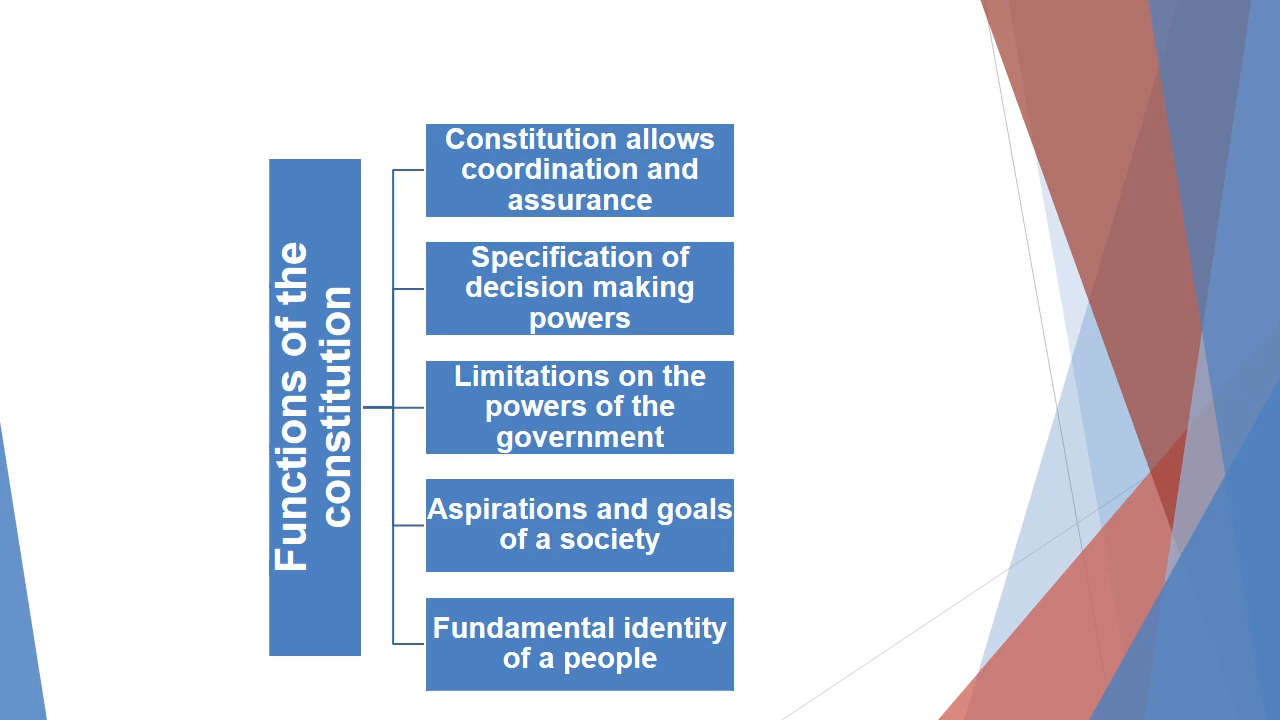 Functions of the
constitution
Constitution allows
coordination and
assurance
Specification of
decision making
powers
Limitations on the
powers of the
government
Aspirations and goals
of a society
Fundamental identity
of a people